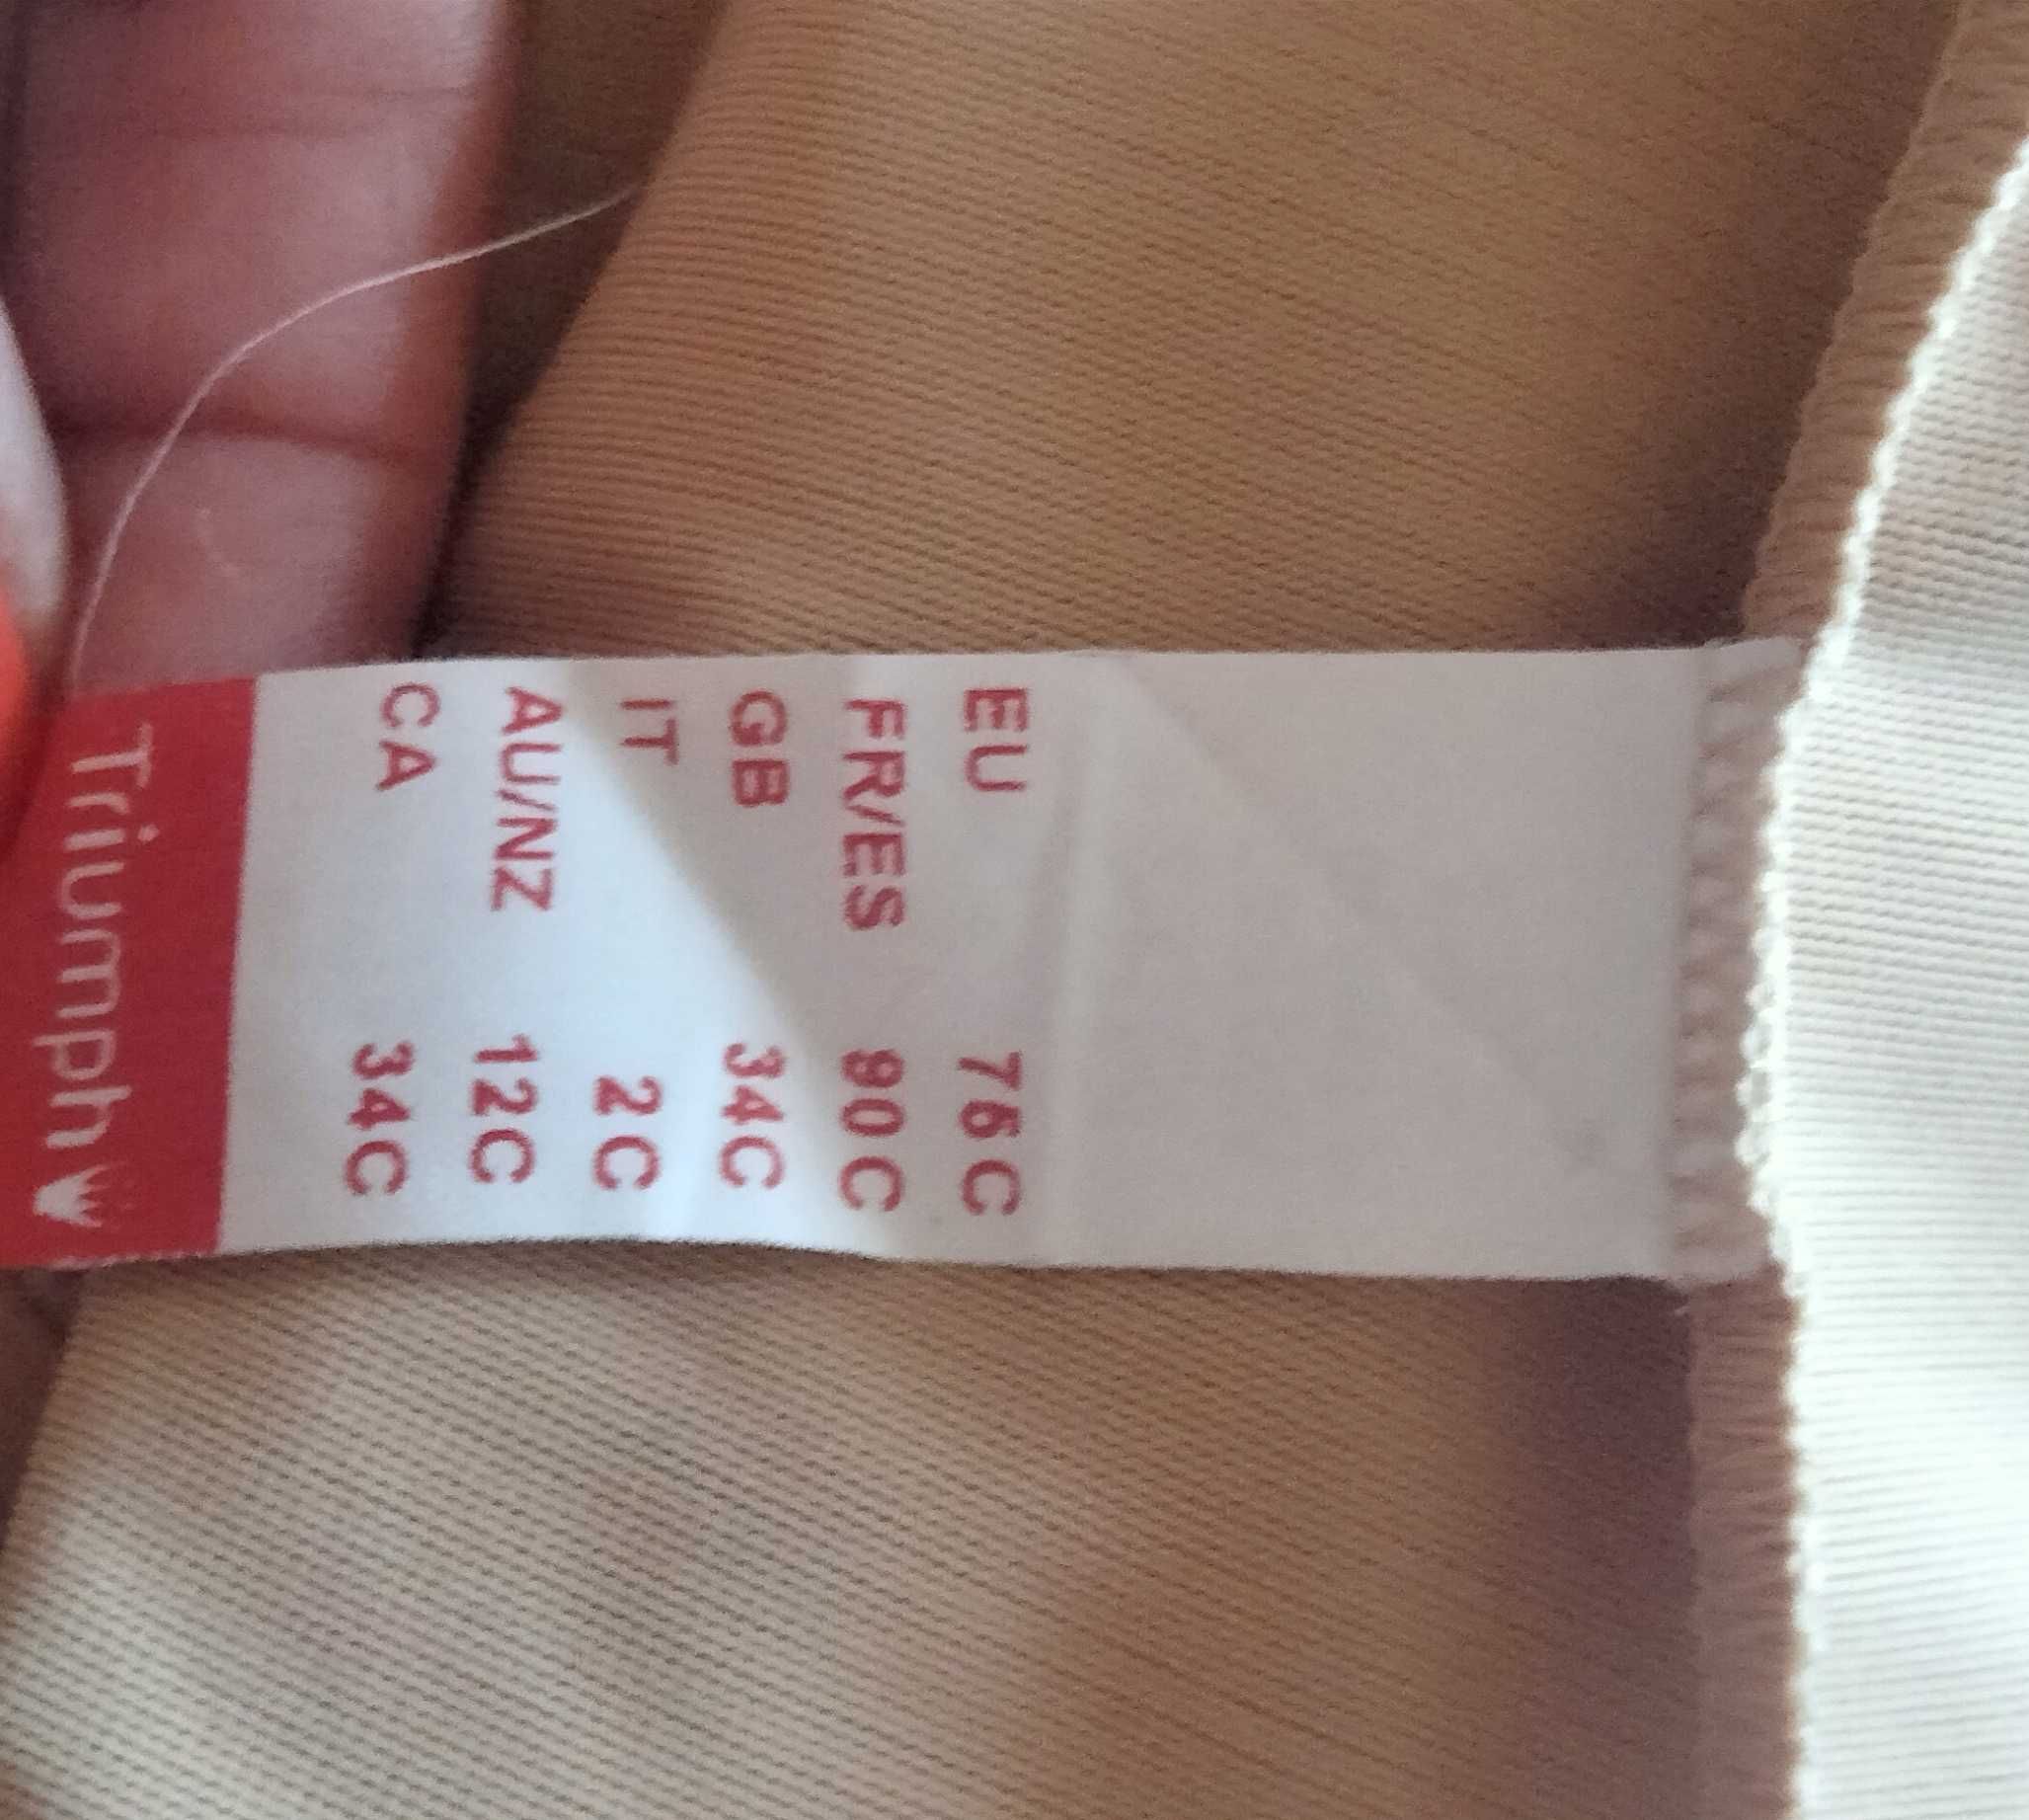 EU 75C
FR/ES 90C
GB 34C
IT 2C
AU/NZ 12C
CA 34C
Triumph